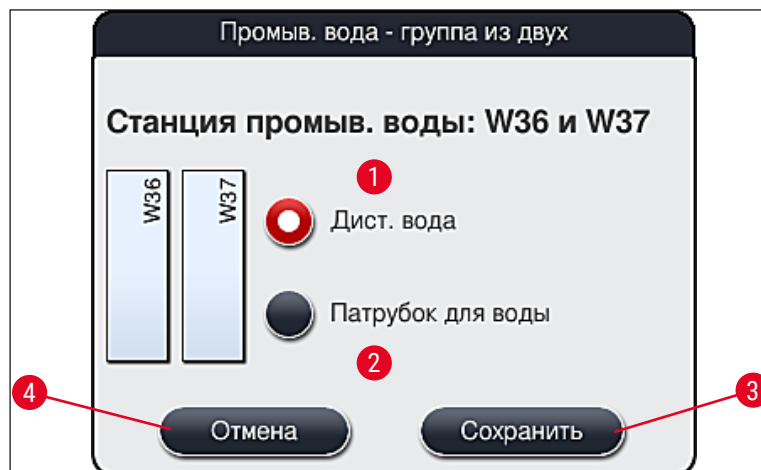 Промыв. вода - группа из двух
Станция промыв. воды: W36 и W37
W36
W37
1
Дист. вода
Патрубок для воды
2
4
3
Отмена
Сохранить